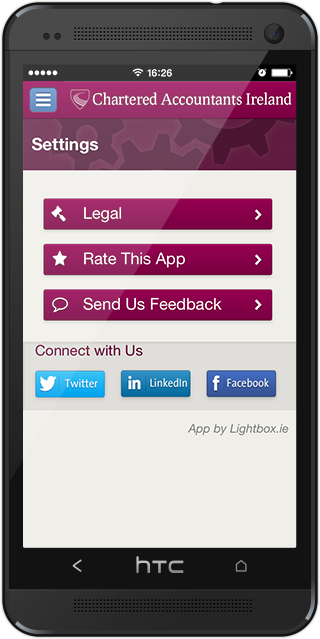 16:26
Chartered Accountants Ireland
Settings
Legal
Rate This App
Send Us Feedback
Connect with Us
Twitter
LinkedIn
Facebook
App by Lightbox.ie
hTC